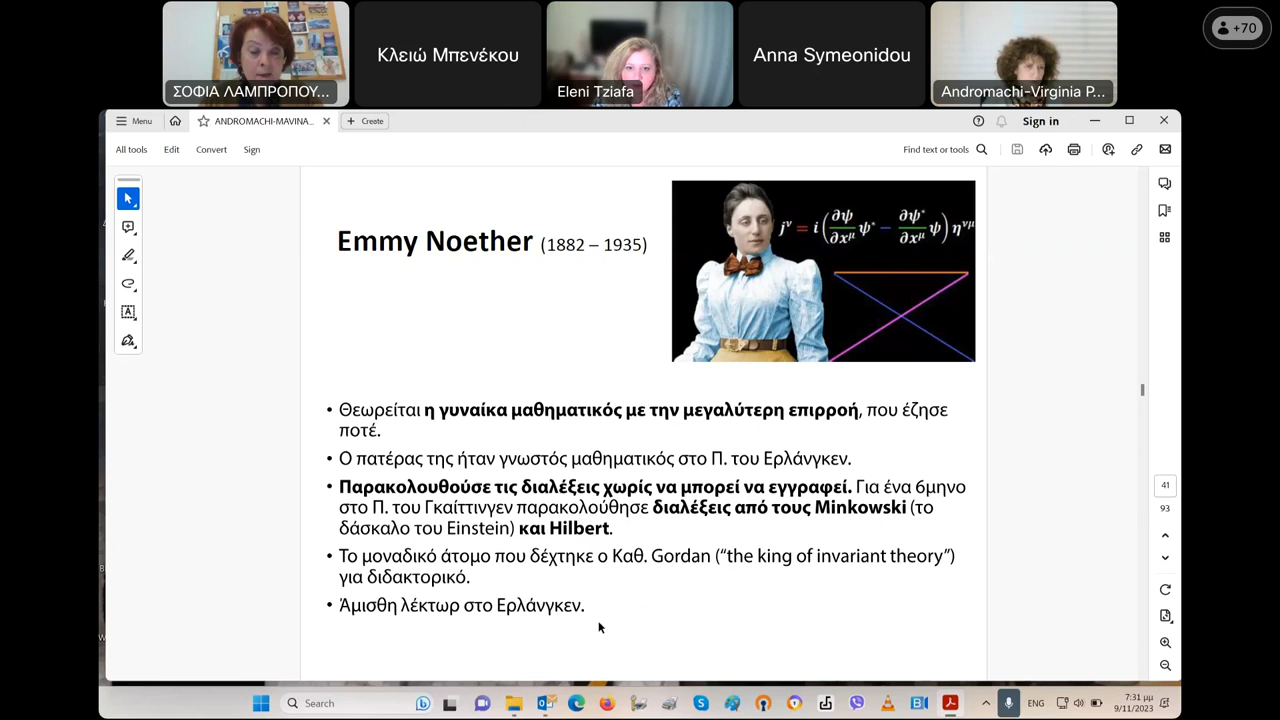 +70
ΣΟΦΙΑ ΛΑΜΠΡΟΠΟΥ...
Κλειώ Μπενέκου
Eleni Tziafa
Anna Symeonidou
Andromachi-Virginia P...
Menu
ANDROMACHI-MAVINA...
Create
Sign in
All tools
Edit
Convert
Sign
Find text or tools
Emmy Noether (1882 – 1935)
j^ν = i(∂ψ/∂x^μ ψ* − ∂ψ*/∂x^μ ψ) η^νμ
• Θεωρείται η γυναίκα μαθηματικός με την μεγαλύτερη επιρροή, που έζησε
ποτέ.
• Ο πατέρας της ήταν γνωστός μαθηματικός στο Π. του Ερλάνγκεν.
• Παρακολουθούσε τις διαλέξεις χωρίς να μπορεί να εγγραφεί. Για ένα 6μηνο
στο Π. του Γκαίττινγεν παρακολούθησε διαλέξεις από τους Minkowski (το
δάσκαλο του Einstein) και Hilbert.
• Το μοναδικό άτομο που δέχτηκε ο Καθ. Gordan (“the king of invariant theory”)
για διδακτορικό.
• Άμισθη λέκτωρ στο Ερλάνγκεν.
41
93
Search
ENG
7:31 μμ
9/11/2023